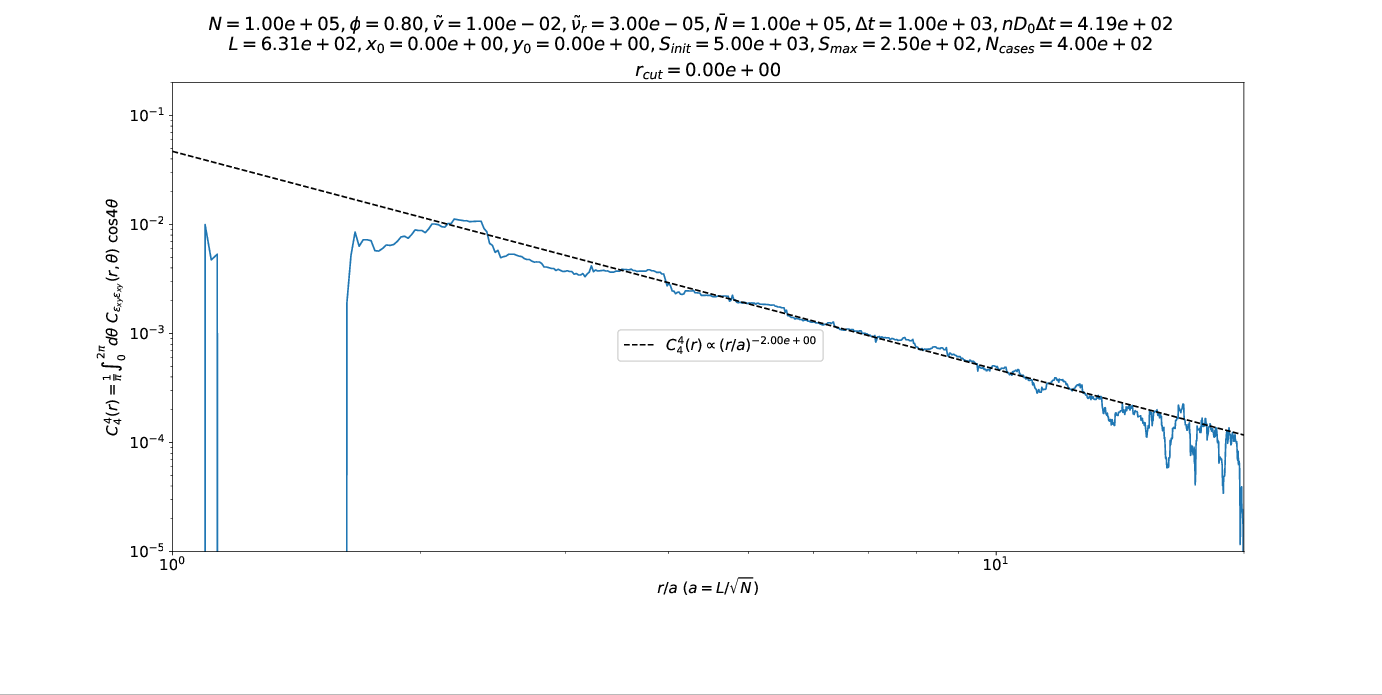 N = 1.00e + 05, ϕ = 0.80, ṽ = 1.00e − 02, ν̃_r = 3.00e − 05, N̄ = 1.00e + 05, Δt = 1.00e + 03, nD_0Δt = 4.19e + 02
L = 6.31e + 02, x_0 = 0.00e + 00, y_0 = 0.00e + 00, S_init = 5.00e + 03, S_max = 2.50e + 02, N_cases = 4.00e + 02
r_cut = 0.00e + 00
10^−1
10^−2
10^−3
10^−4
10^−5
C_4^4(r) = 1/π ∫_0^2π dθ C_ε_xyε_xy(r, θ) cos4θ
C_4^4(r) ∝ (r/a)^−2.00e+00
10^0
10^1
r/a (a = L/√N)